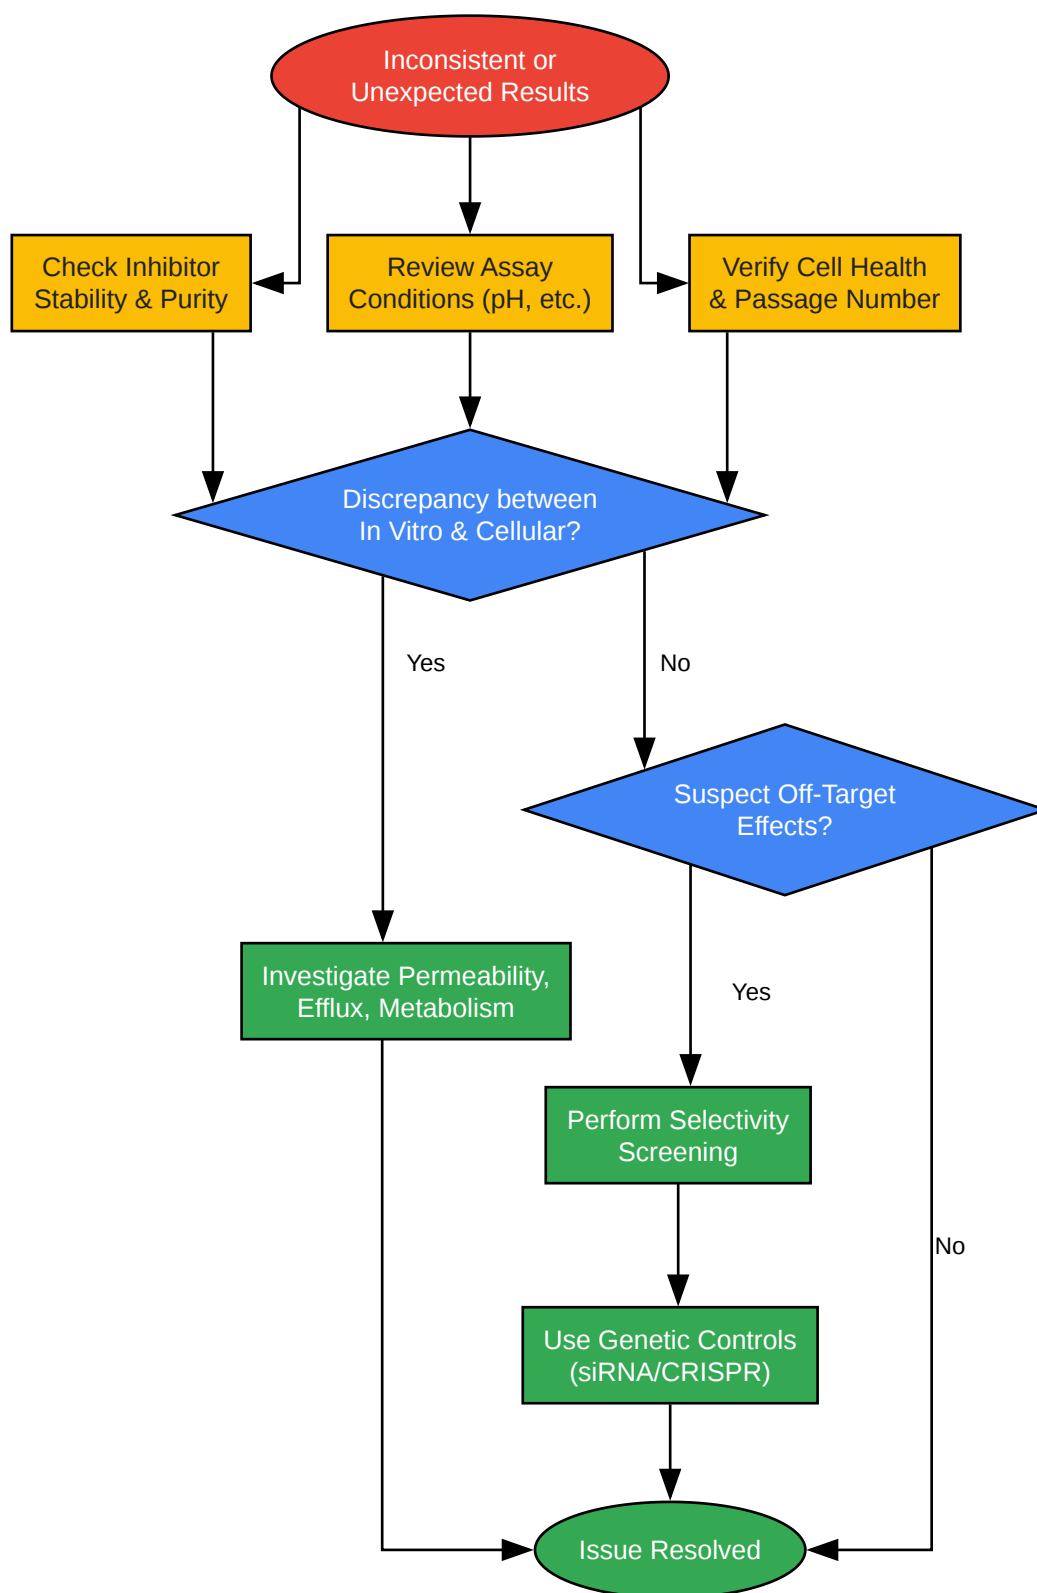 Inconsistent or
Unexpected Results
Check Inhibitor
Stability & Purity
Review Assay
Conditions (pH, etc.)
Verify Cell Health
& Passage Number
Discrepancy between
In Vitro & Cellular?
Yes
No
Suspect Off-Target
Effects?
Investigate Permeability,
Efflux, Metabolism
Yes
Perform Selectivity
Screening
No
Use Genetic Controls
(siRNA/CRISPR)
Issue Resolved